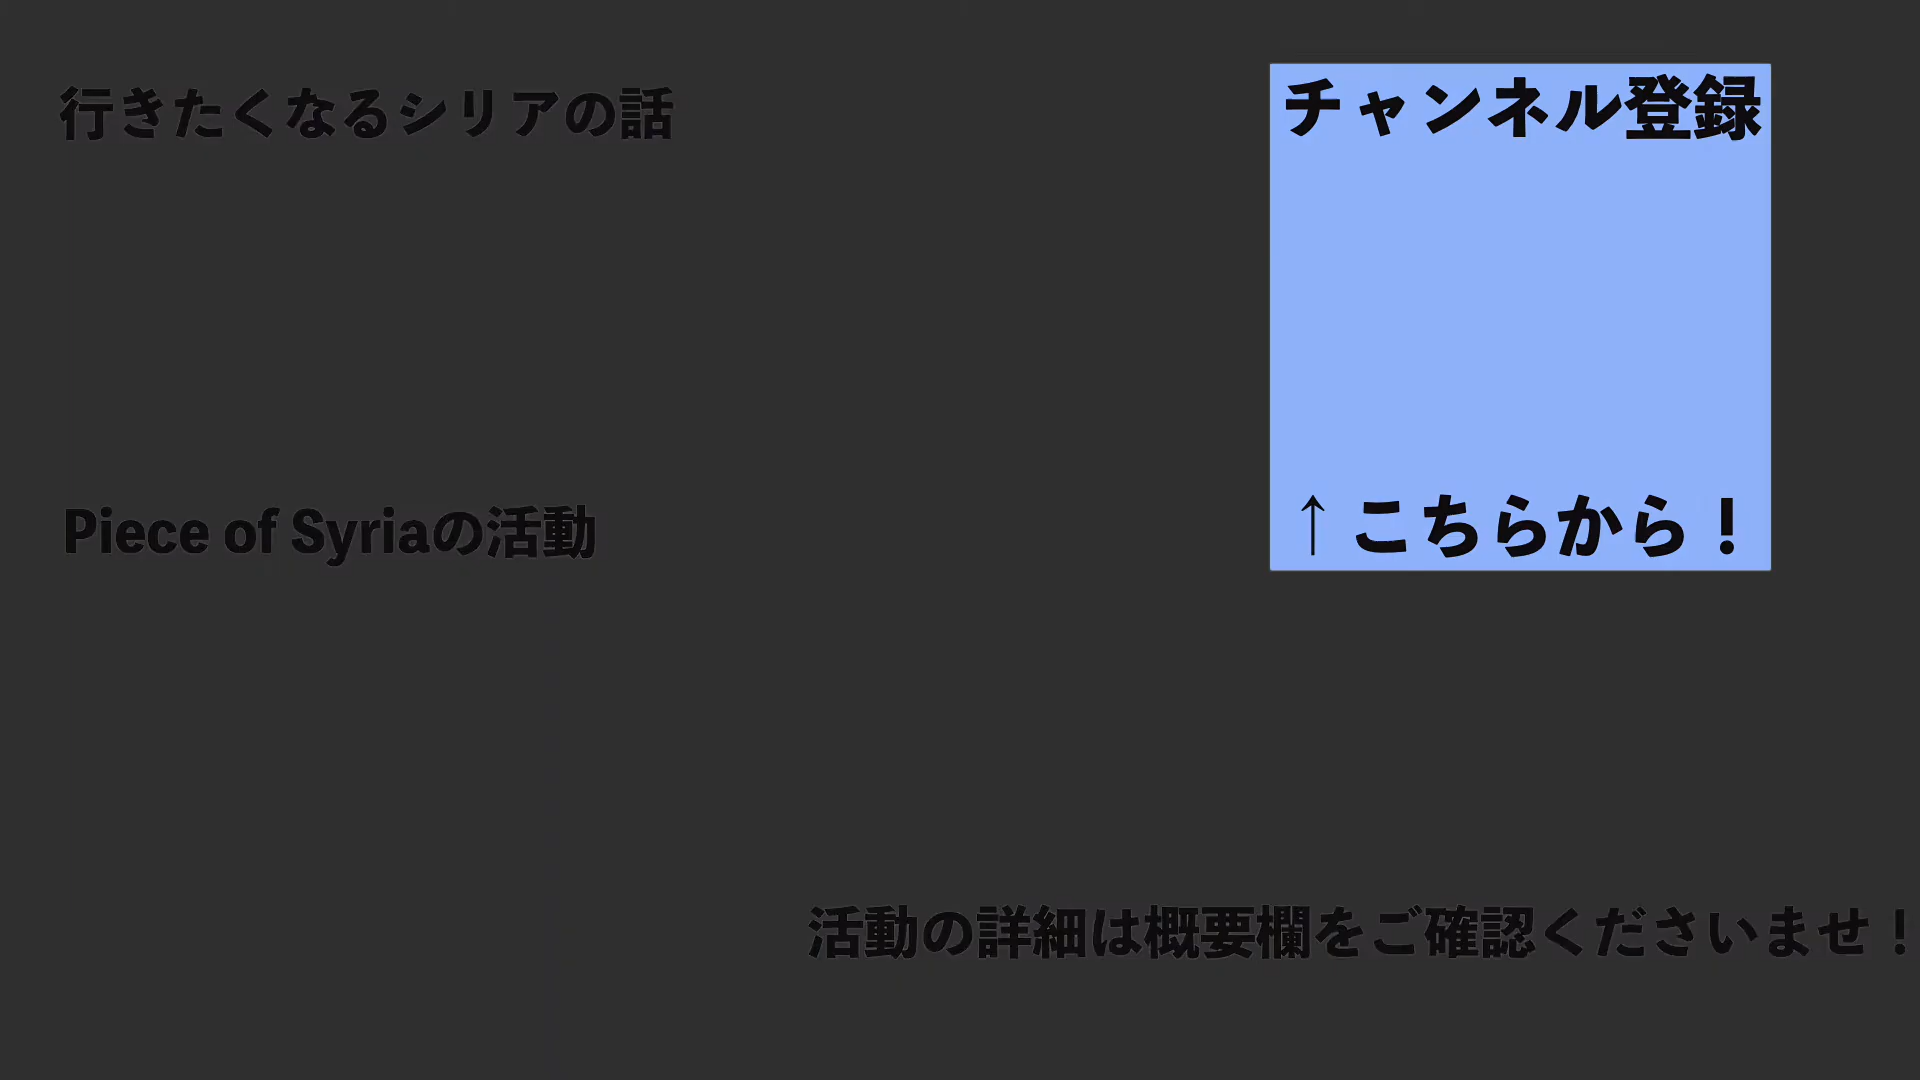 行きたくなるシリアの話
チャンネル登録
↑こちらから！
Piece of Syriaの活動
活動の詳細は概要欄をご確認くださいませ！